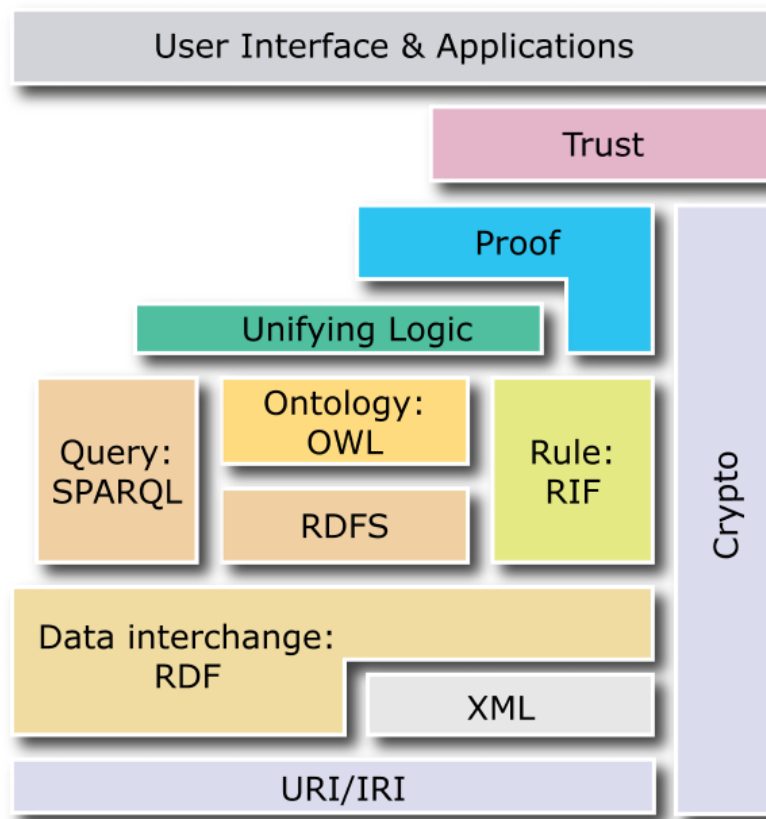 User Interface & Applications
Trust
Proof
Unifying Logic
Query:
SPARQL
Ontology:
OWL
RDFS
Rule:
RIF
Crypto
Data interchange:
RDF
XML
URI/IRI